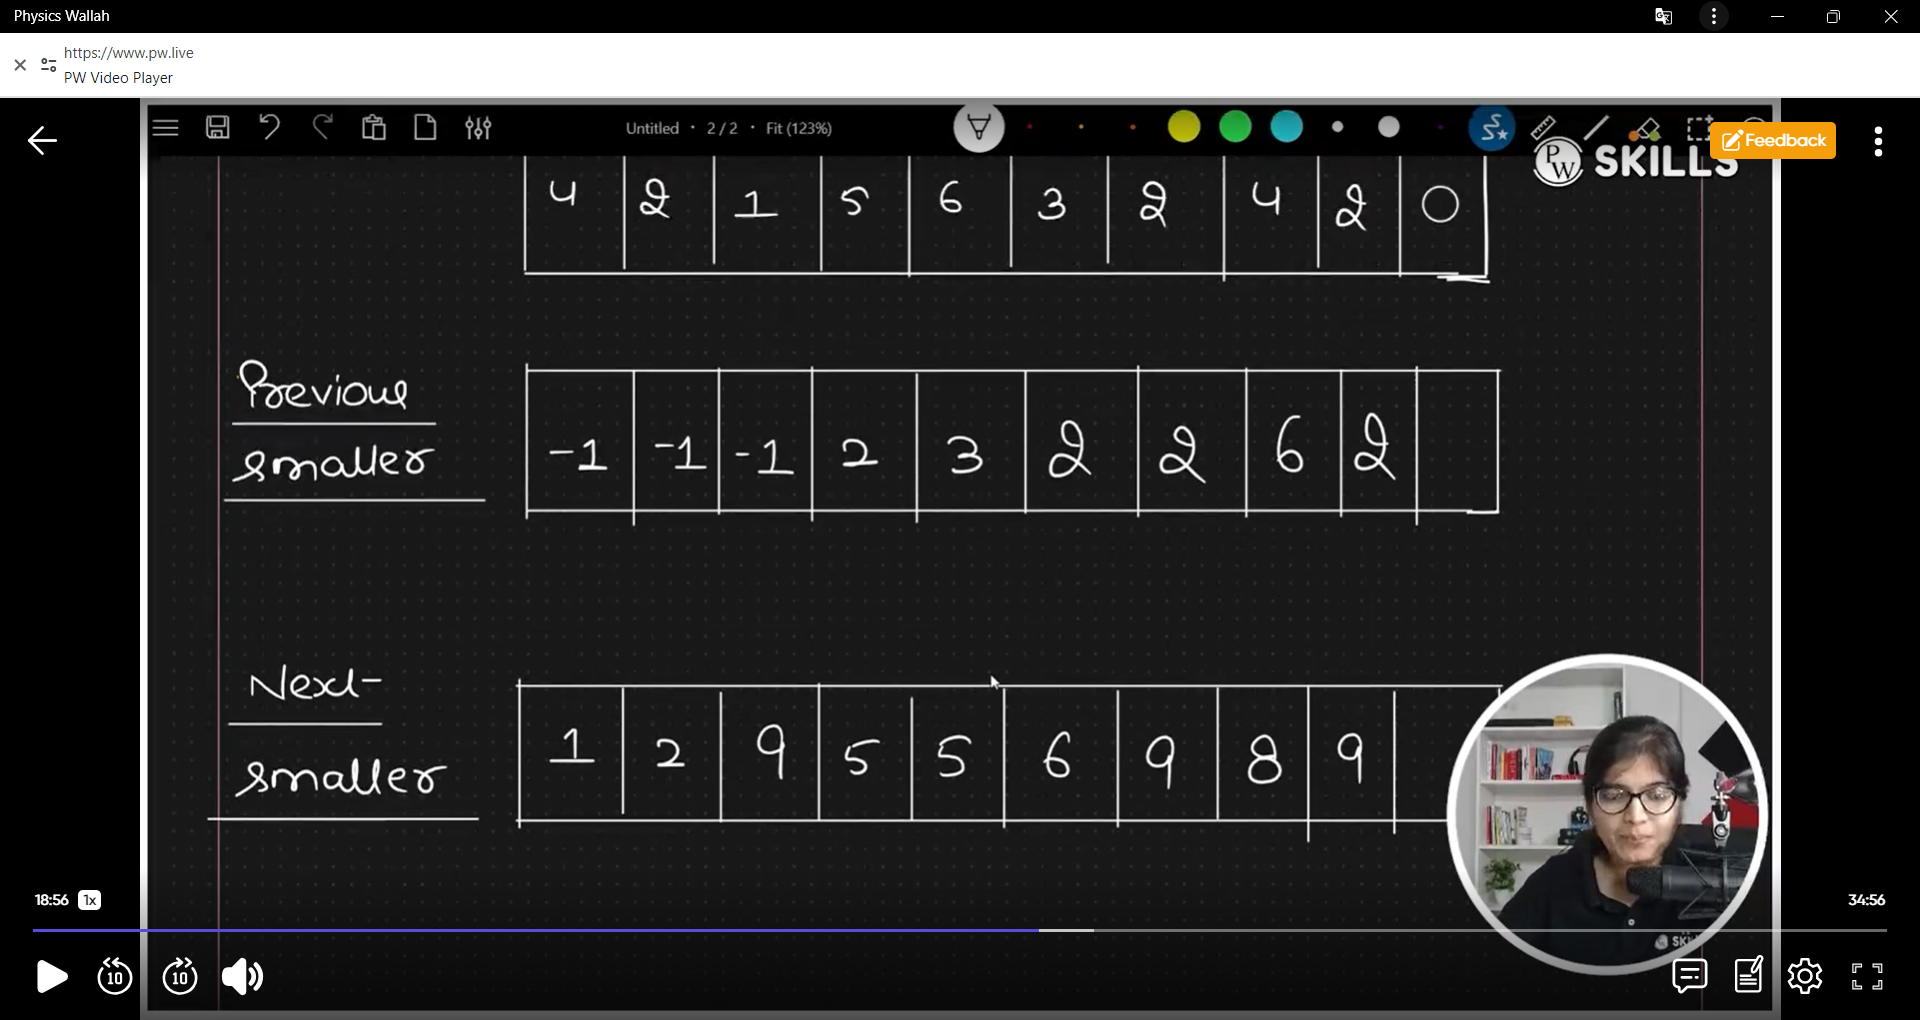 Physics Wallah
https://www.pw.live
PW Video Player
Untitled • 2/2 • Fit (123%)
Feedback
PW SKILLS
4 2 1 5 6 3 2 4 2 0
Previous
smaller
-1 -1 -1 2 3 2 2 6 2
Next
smaller
1 2 9 5 5 6 9 8 9
18:56 1x
34:56
10 10